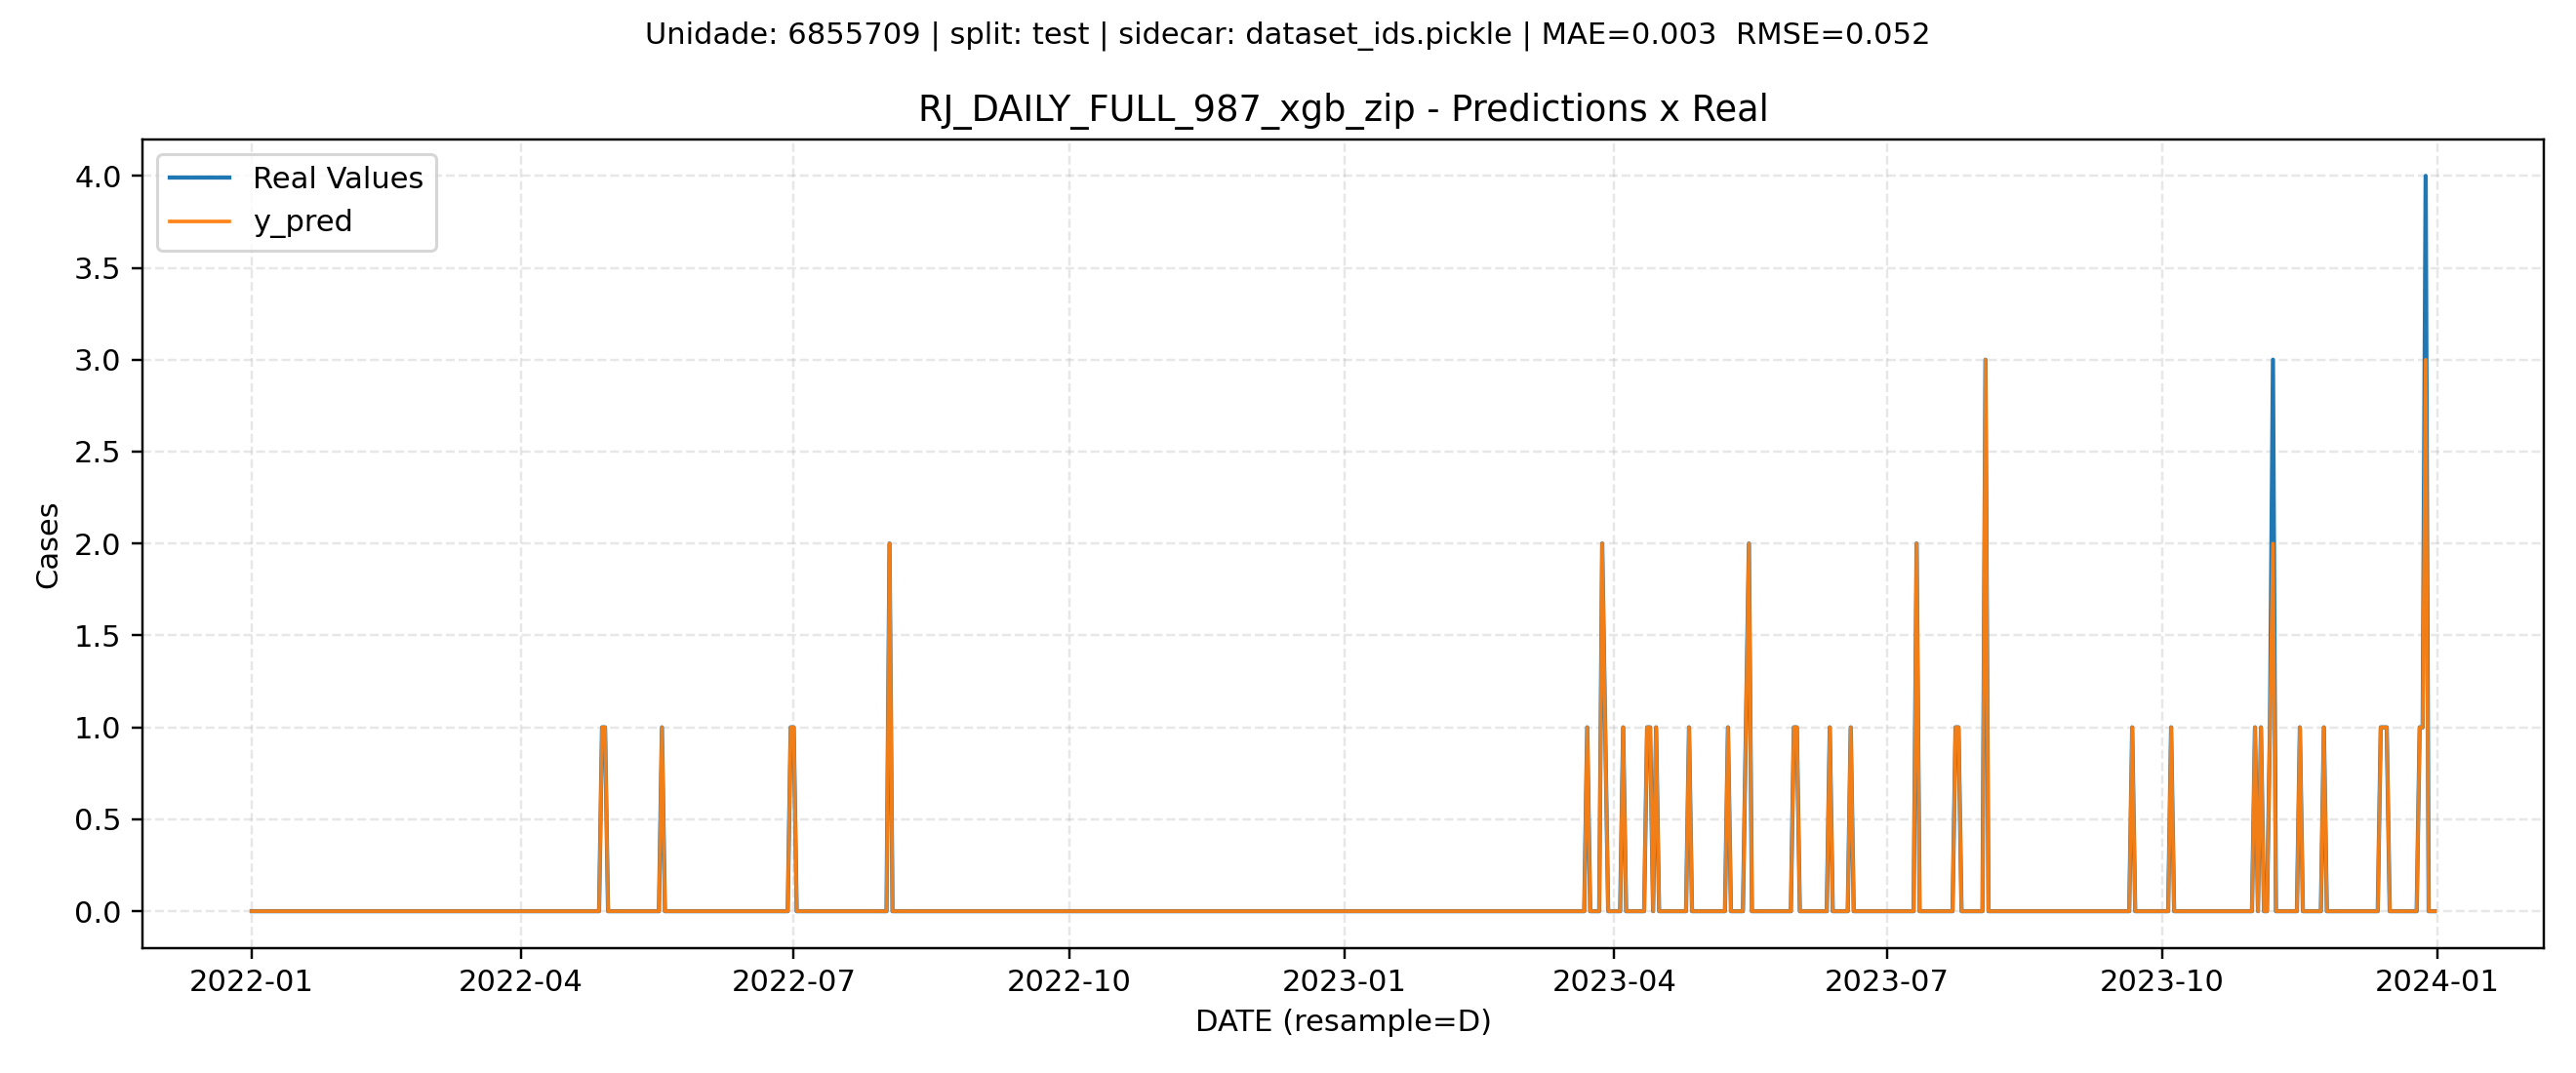 Unidade: 6855709 | split: test | sidecar: dataset_ids.pickle | MAE=0.003  RMSE=0.052
RJ_DAILY_FULL_987_xgb_zip - Predictions x Real
Real Values
y_pred
4.0
3.5
3.0
2.5
2.0
1.5
1.0
0.5
0.0
Cases
2022-01 2022-04 2022-07 2022-10 2023-01 2023-04 2023-07 2023-10 2024-01
DATE (resample=D)